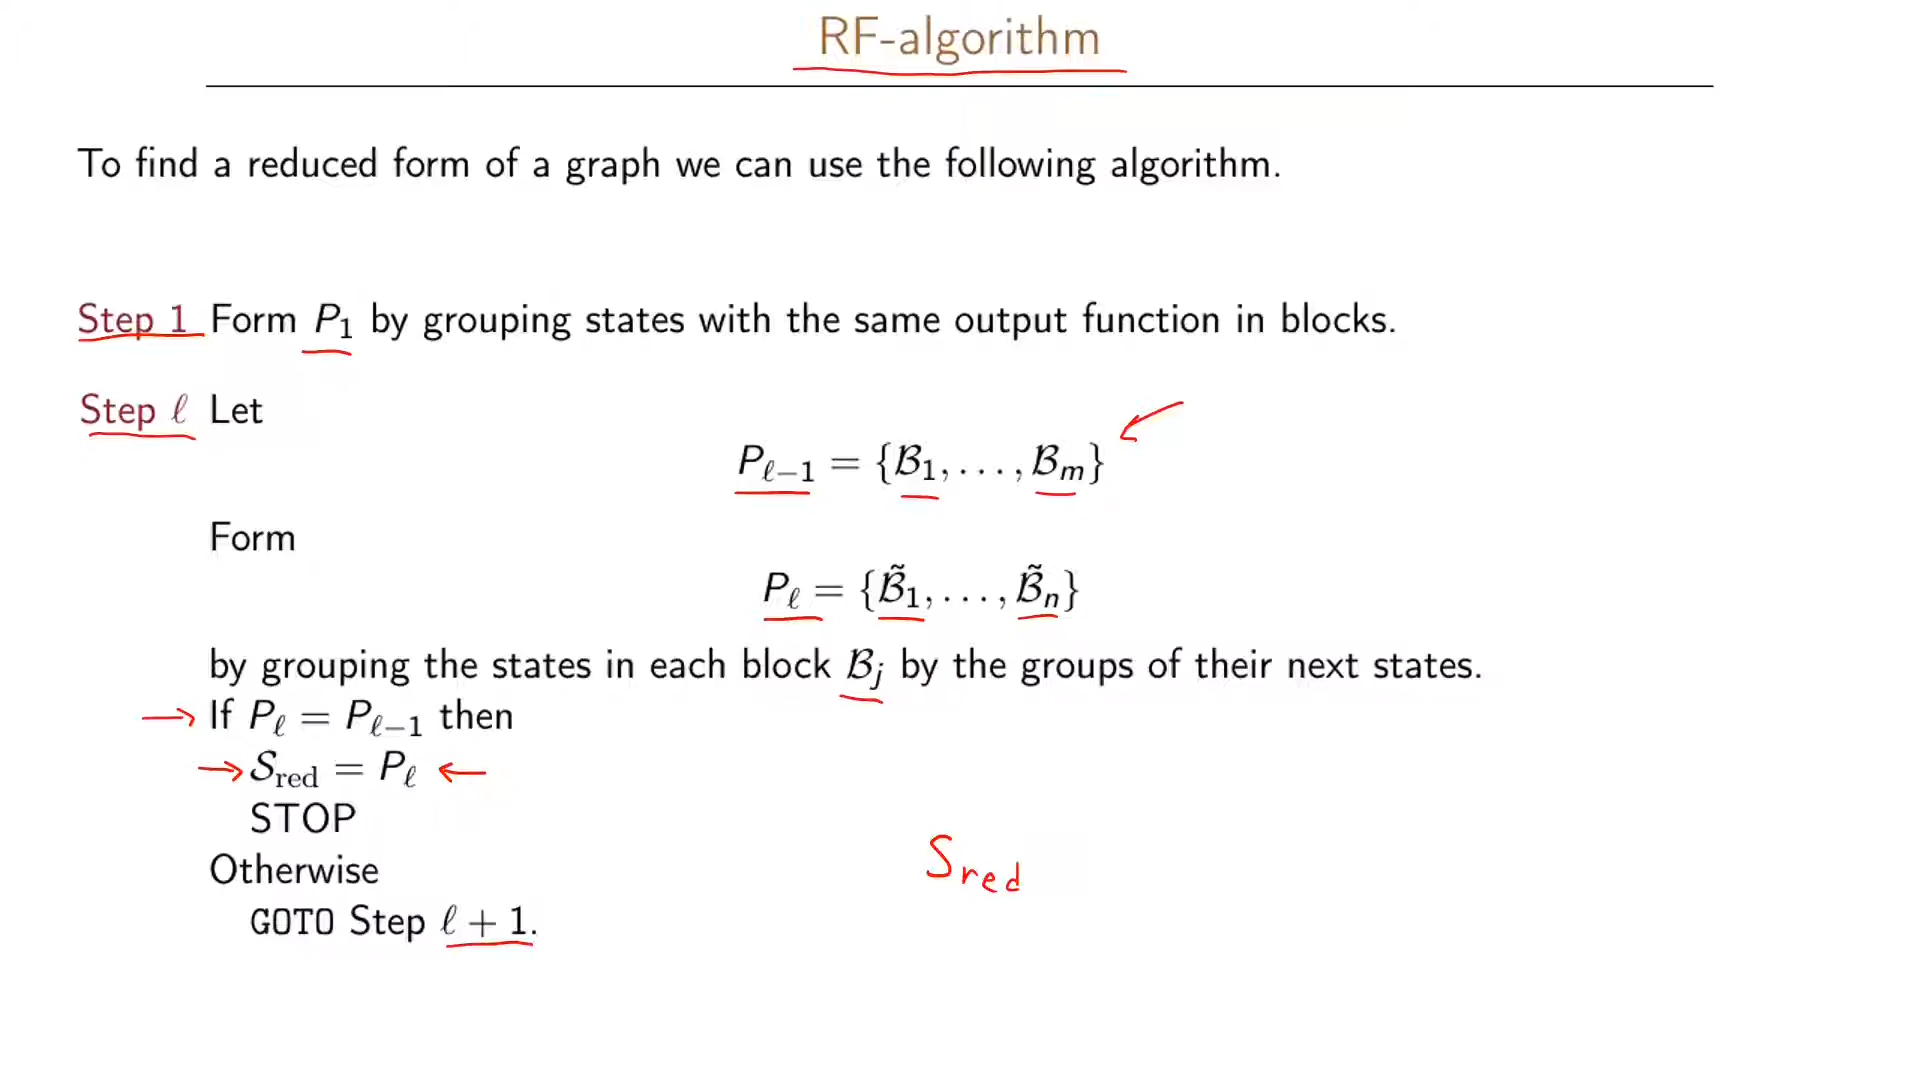 RF-algorithm
To find a reduced form of a graph we can use the following algorithm.
Step 1 Form P₁ by grouping states with the same output function in blocks.
Step ℓ Let
P_{ℓ−1} = {ℬ₁, . . . , ℬ_m}
Form
P_ℓ = {ℬ̃₁, . . . , ℬ̃_n}
by grouping the states in each block ℬ_j by the groups of their next states.
If P_ℓ = P_{ℓ−1} then
𝒮_red = P_ℓ
STOP
S_red
Otherwise
GOTO Step ℓ + 1.